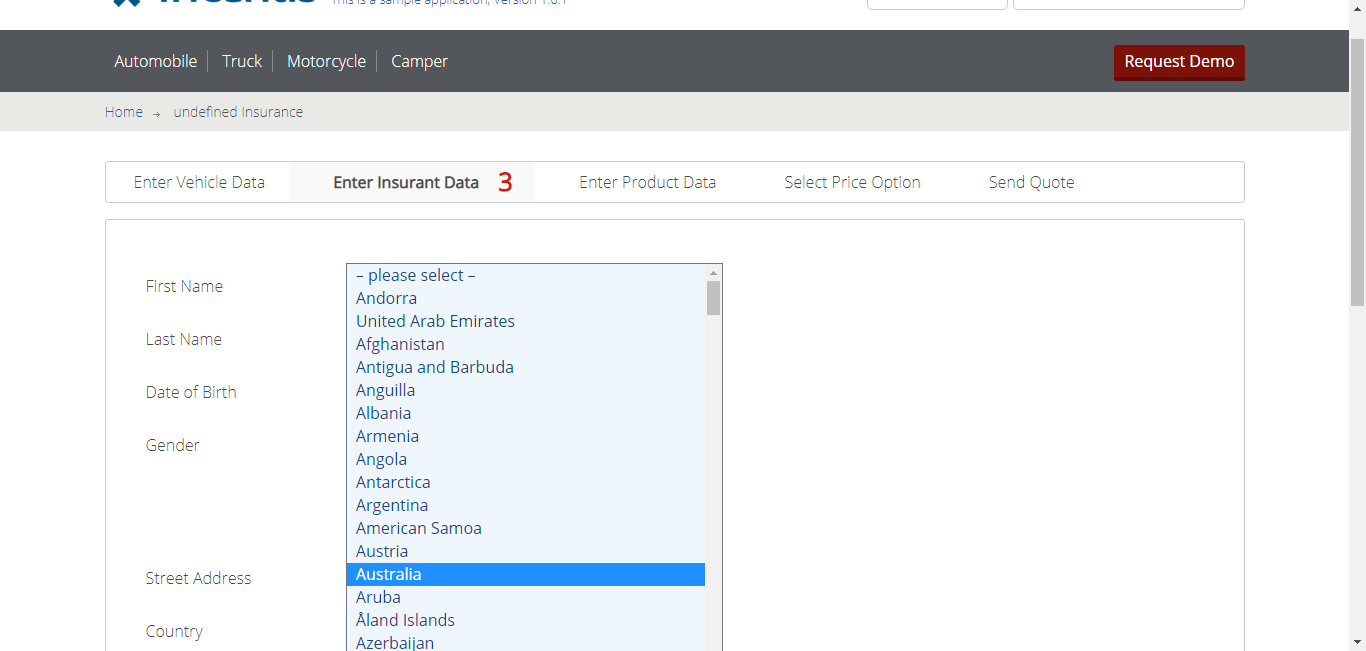 This is a sample application, Version 1.0.1
Automobile Truck Motorcycle Camper Request Demo
Home → undefined Insurance
Enter Vehicle Data Enter Insurant Data 3 Enter Product Data Select Price Option Send Quote
First Name
Last Name
Date of Birth
Gender
Street Address
Country
– please select –
Andorra
United Arab Emirates
Afghanistan
Antigua and Barbuda
Anguilla
Albania
Armenia
Angola
Antarctica
Argentina
American Samoa
Austria
Australia
Aruba
Åland Islands
Azerbaijan